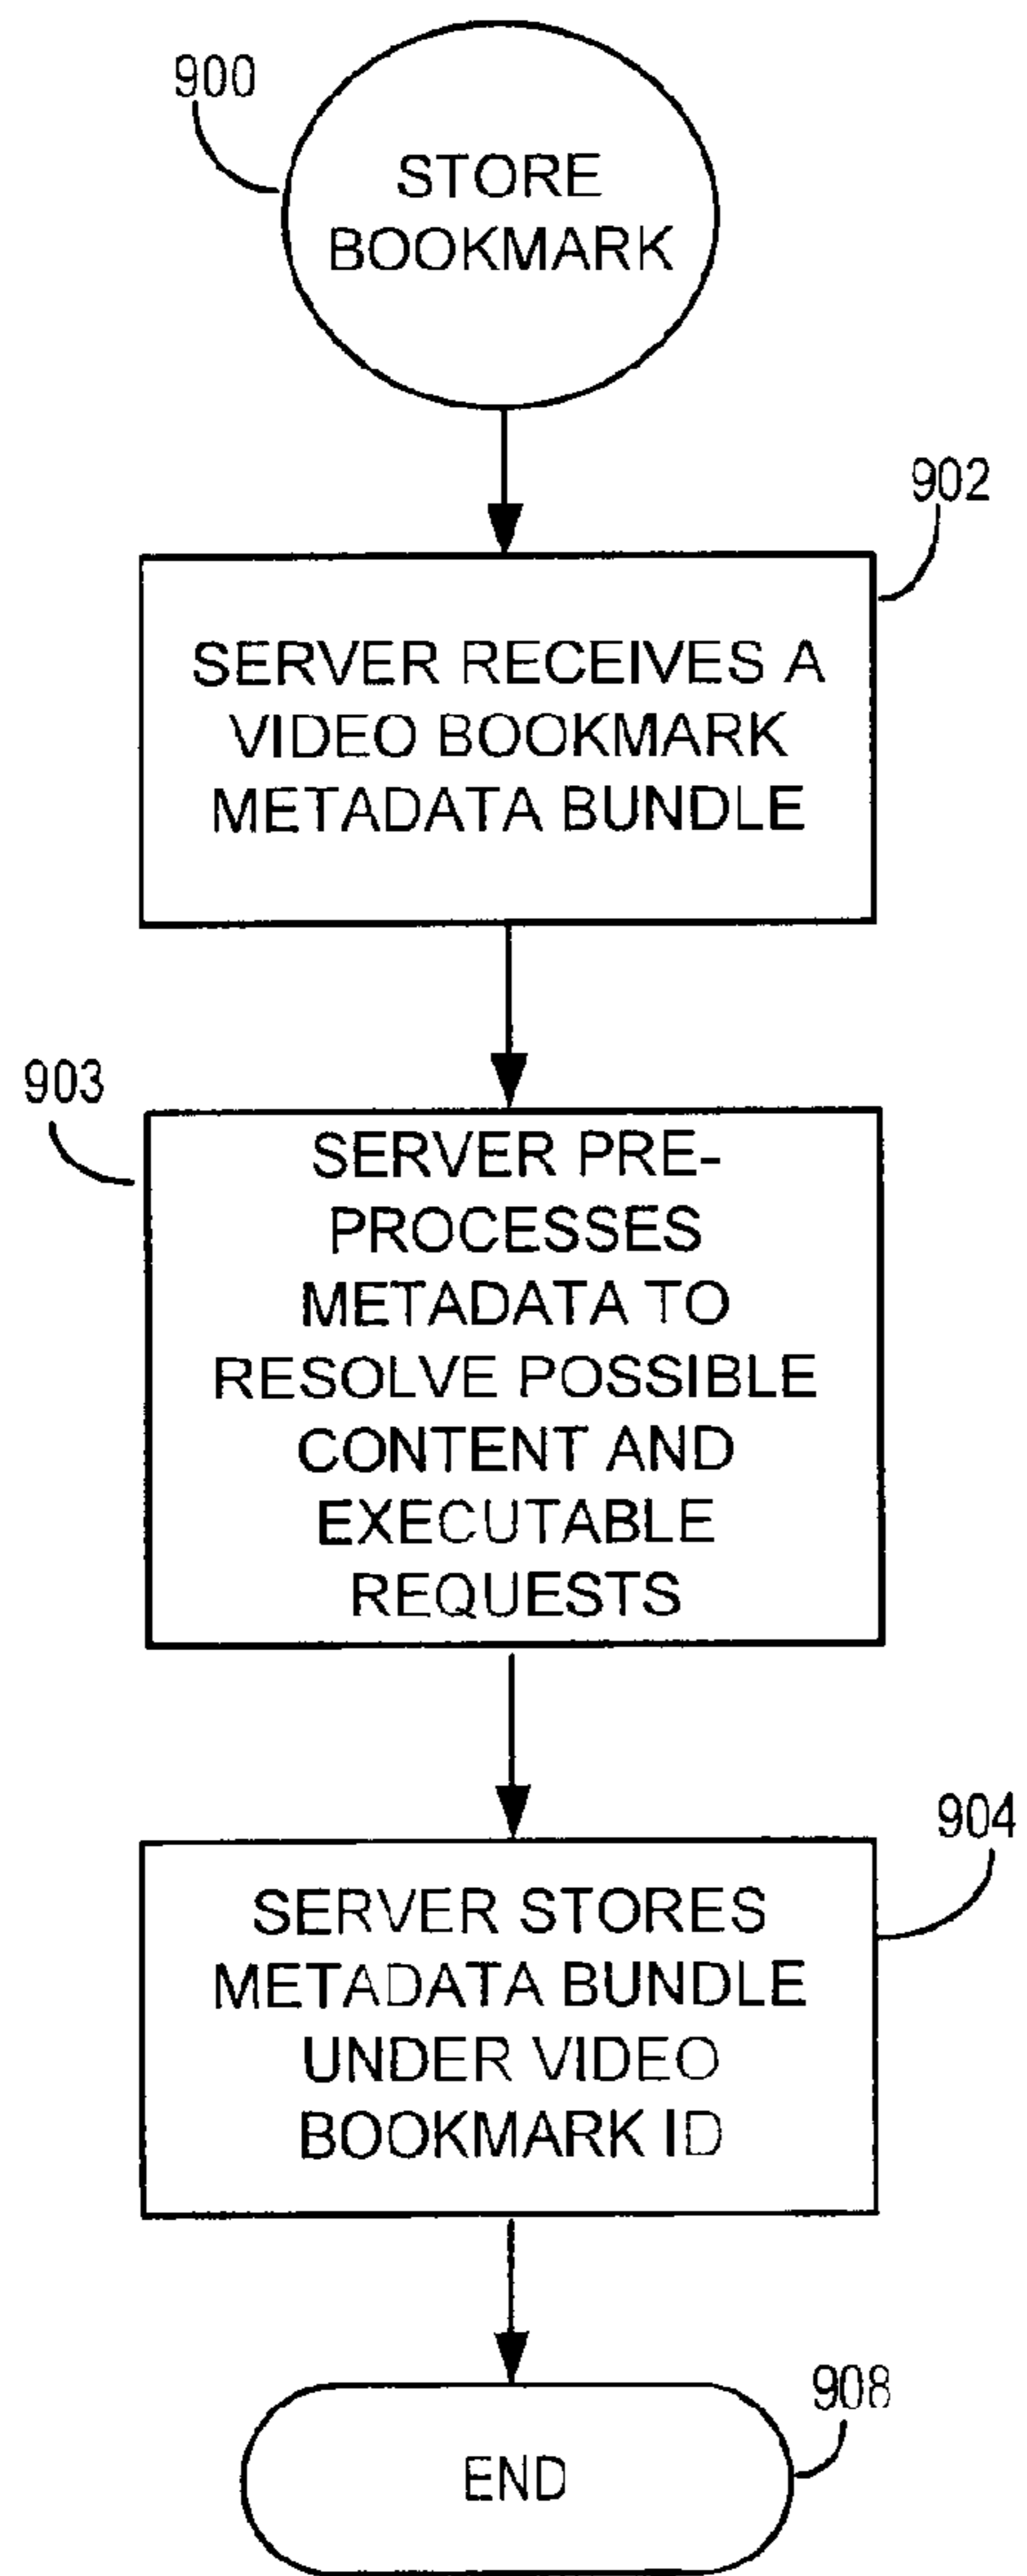 900
STORE
BOOKMARK
902
SERVER RECEIVES A
VIDEO BOOKMARK
METADATA BUNDLE
903
SERVER PRE-
PROCESSES
METADATA TO
RESOLVE POSSIBLE
CONTENT AND
EXECUTABLE
REQUESTS
904
SERVER STORES
METADATA BUNDLE
UNDER VIDEO
BOOKMARK ID
908
END